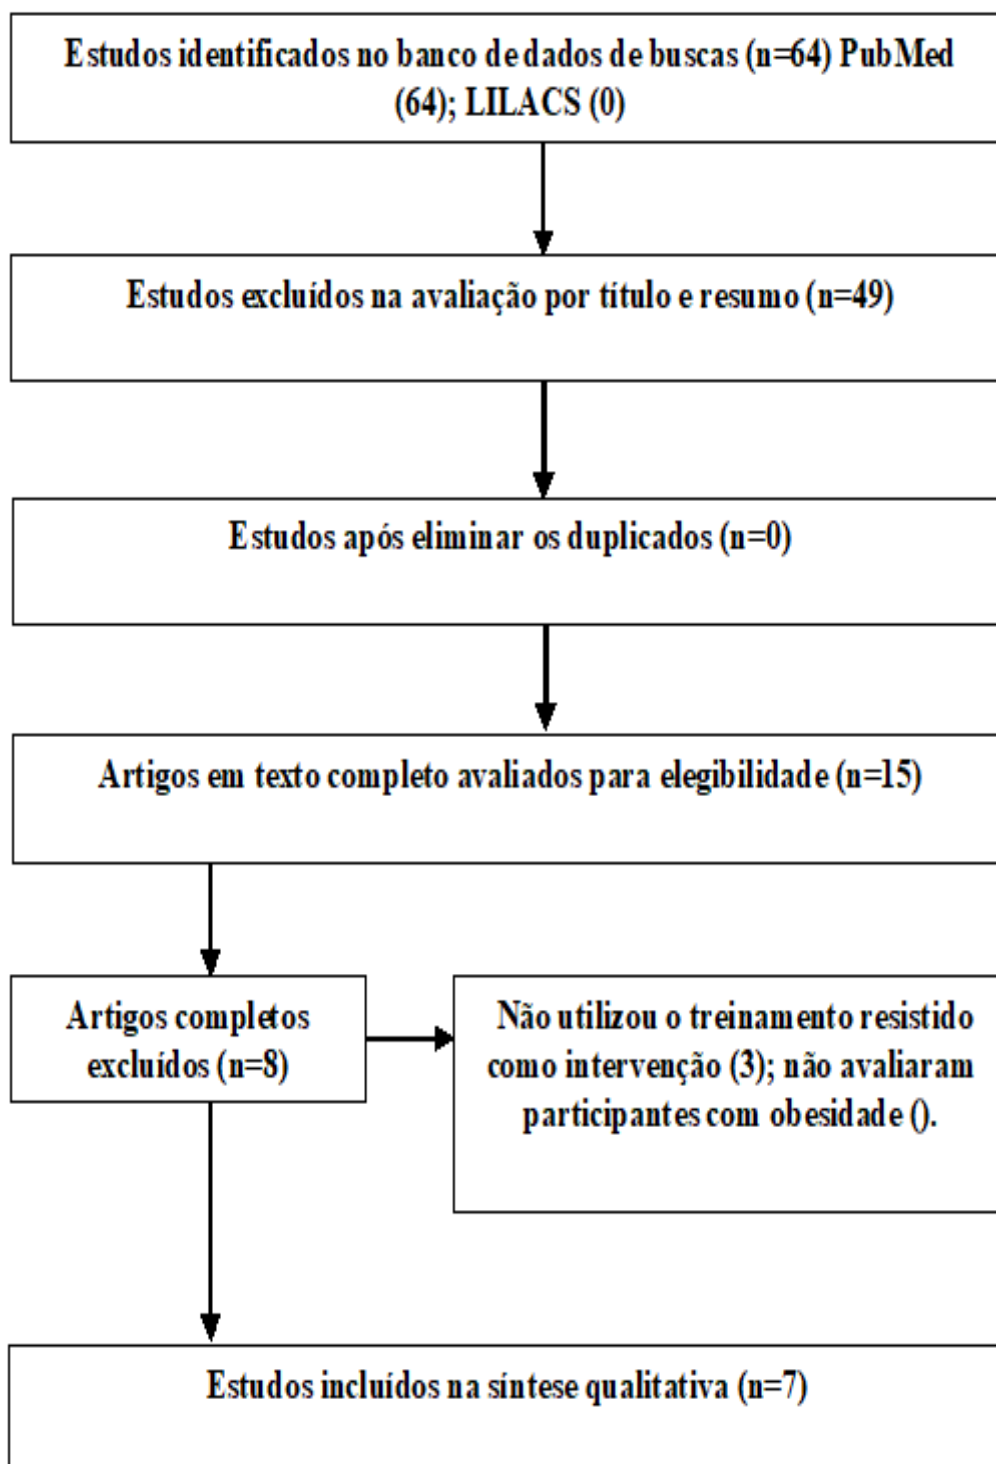 Estudos identificados no banco de dados de buscas (n=64) PubMed
(64); LILACS (0)
Estudos excluídos na avaliação por título e resumo (n=49)
Estudos após eliminar os duplicados (n=0)
Artigos em texto completo avaliados para elegibilidade (n=15)
Artigos completos
excluídos (n=8)
Não utilizou o treinamento resistido
como intervenção (3); não avaliaram
participantes com obesidade ().
Estudos incluídos na síntese qualitativa (n=7)